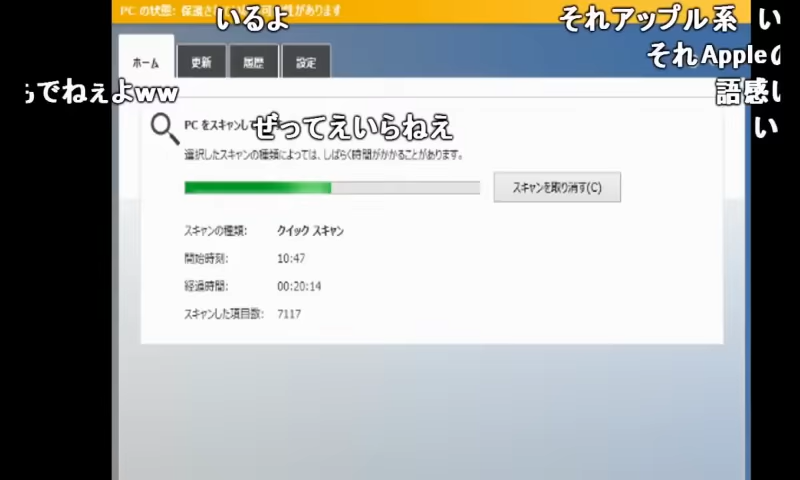 PC の状態: 保護さ
があります
いるよ
それアップル系
い
ホーム
更新
履歴
設定
それAppleの
でねぇよww
語感い
PC をスキャンして
ぜってえいらねえ
い
選択したスキャンの種類によっては、しばらく時間がかかることがあります。
スキャンを取り消す(C)
スキャンの種類: クイック スキャン
開始時刻: 10:47
経過時間: 00:20:14
スキャンした項目数: 7117